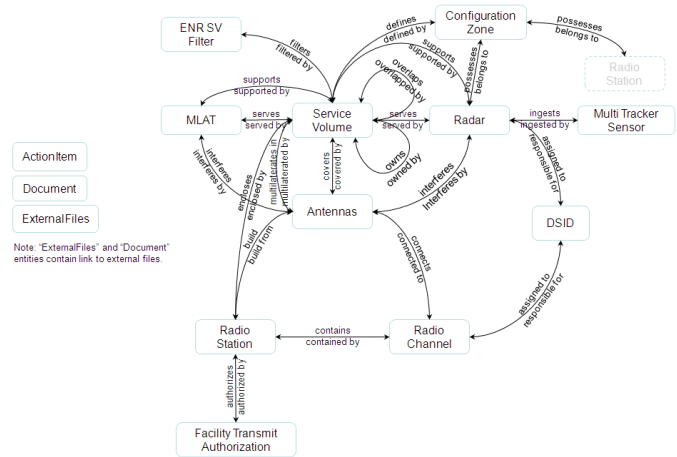 ENR SV
Filter
Configuration
Zone
possesses
belongs to
Radio
Station
filters
filtered by
defines
defined by
supports
supported by
overlaps
overlapped by
possesses
belongs to
supports
supported by
MLAT
serves
served by
Service
Volume
serves
served by
Radar
ingests
ingested by
Multi Tracker
Sensor
ActionItem
Document
ExternalFiles
Note: “ExternalFiles” and “Document”
entities contain link to external files.
interferes
interferes by
encloses
enclosed by
multilaterates in
multilaterated by
covers
covered by
owns
owned by
interferes
interferes by
assigned to
responsible for
Antennas
DSID
build
build from
connects
connected to
assigned to
responsible for
Radio
Station
contains
contained by
Radio
Channel
authorizes
authorized by
Facility Transmit
Authorization